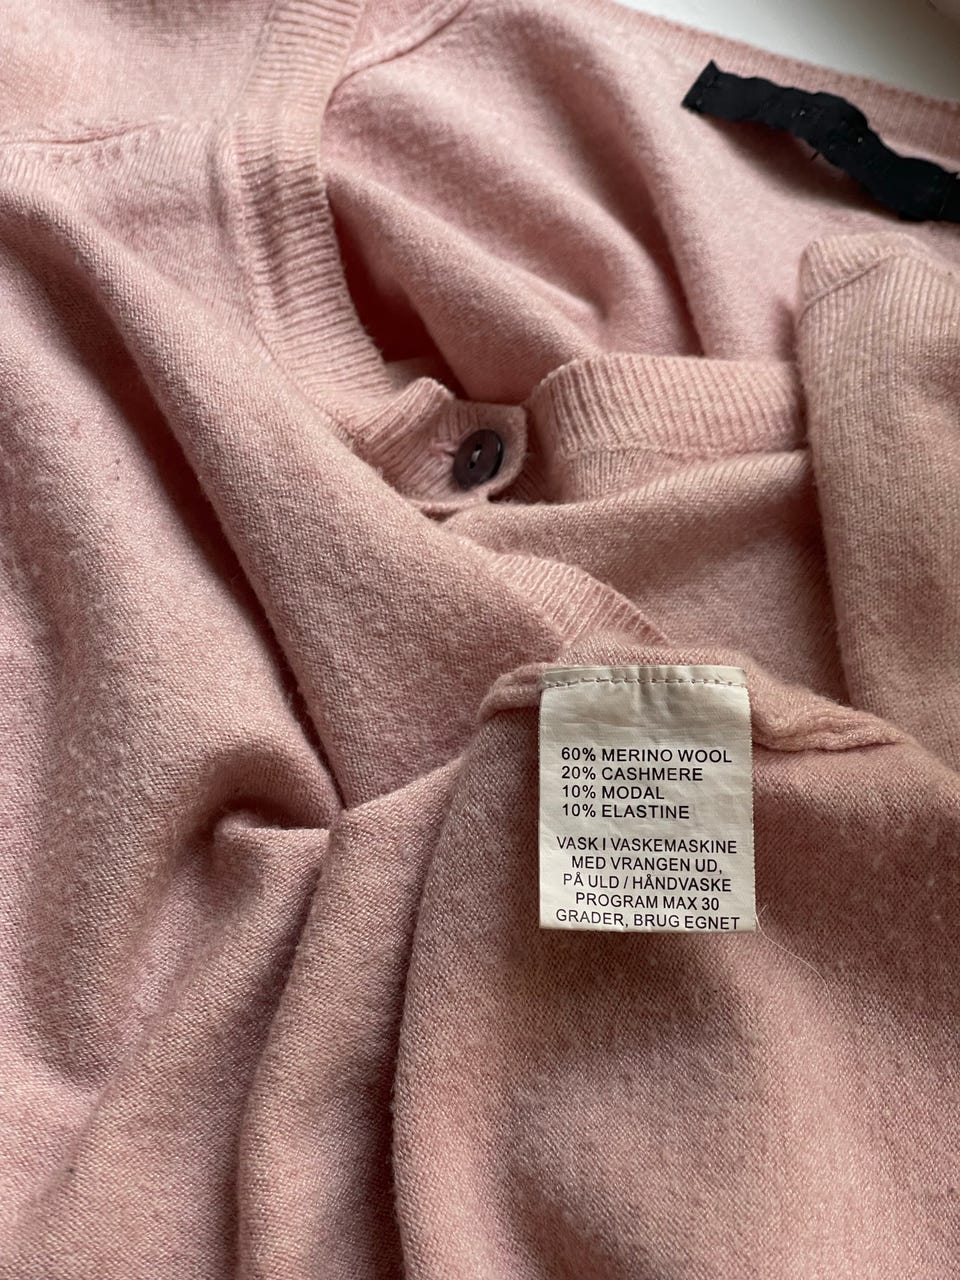 60% MERINO WOOL
20% CASHMERE
10% MODAL
10% ELASTINE
VASK I VASKEMASKINE
MED VRANGEN UD,
PÅ ULD / HÅNDVASKE
PROGRAM MAX 30
GRADER, BRUG EGNET